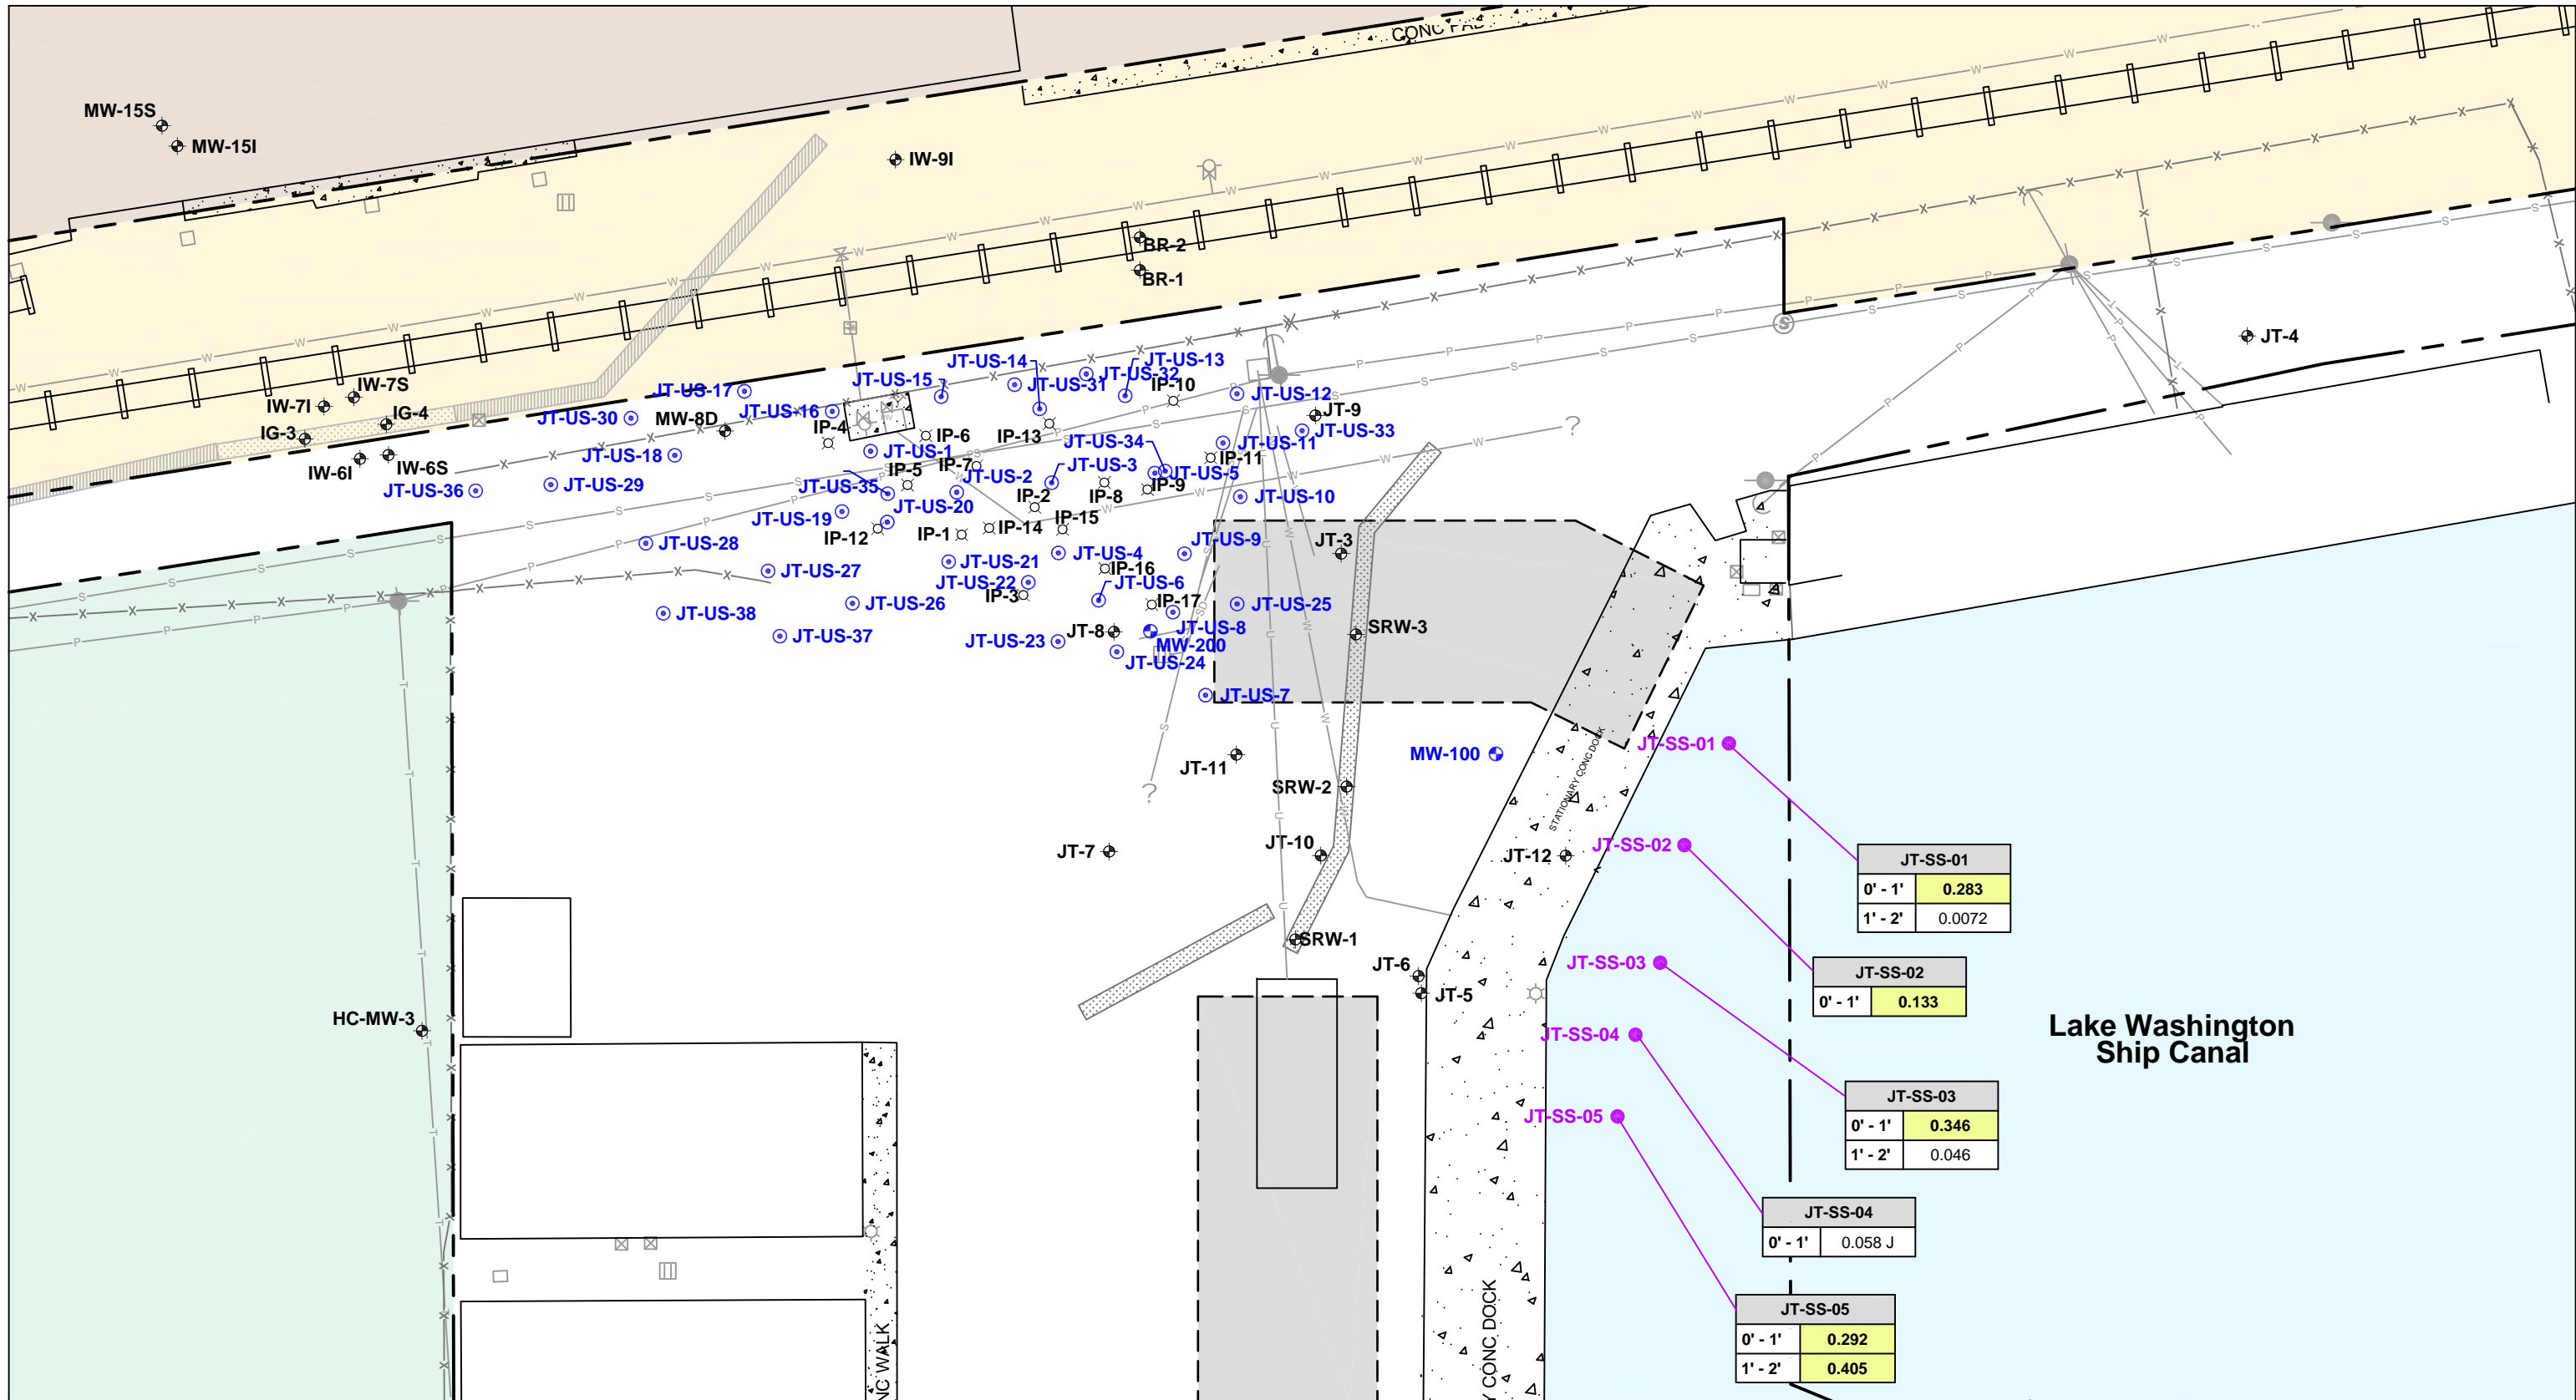 CONC PAD
MW-15S
MW-15I
IW-9I
BR-2
BR-1
JT-4
IW-7S
IW-7I
IG-4
IG-3
IW-6I
IW-6S
JT-US-36
JT-US-30
JT-US-29
JT-US-17
MW-8D
JT-US-18
JT-US-16
IP-4
JT-US-15
JT-US-14
JT-US-31
JT-US-32
JT-US-13
IP-10
JT-US-12
JT-9
JT-US-33
JT-US-11
IP-11
IP-6
IP-13
JT-US-34
JT-US-1
IP-5
IP-7
JT-US-2
JT-US-3
JT-US-5
IP-9
IP-8
JT-US-10
JT-US-35
JT-US-20
IP-2
JT-US-19
IP-12
IP-1
IP-14
IP-15
JT-US-28
JT-US-27
JT-US-21
JT-US-4
JT-US-9
JT-3
JT-US-22
IP-16
IP-3
JT-US-6
JT-US-38
JT-US-26
IP-17
JT-US-25
JT-US-37
JT-US-23
JT-8
JT-US-8
MW-200
JT-US-24
SRW-3
JT-US-7
SD
JT-11
MW-100
STATIONARY CONC DOCK
JT-SS-01
SRW-2
JT-7
JT-10
JT-12
JT-SS-02
SRW-1
JT-6
JT-5
JT-SS-03
JT-SS-04
JT-SS-05
HC-MW-3
JT-SS-01
0' - 1' 0.283
1' - 2' 0.0072
JT-SS-02
0' - 1' 0.133
Lake Washington
Ship Canal
JT-SS-03
0' - 1' 0.346
1' - 2' 0.046
JT-SS-04
0' - 1' 0.058 J
JT-SS-05
0' - 1' 0.292
1' - 2' 0.405
NC WALK
Y CONC DOCK